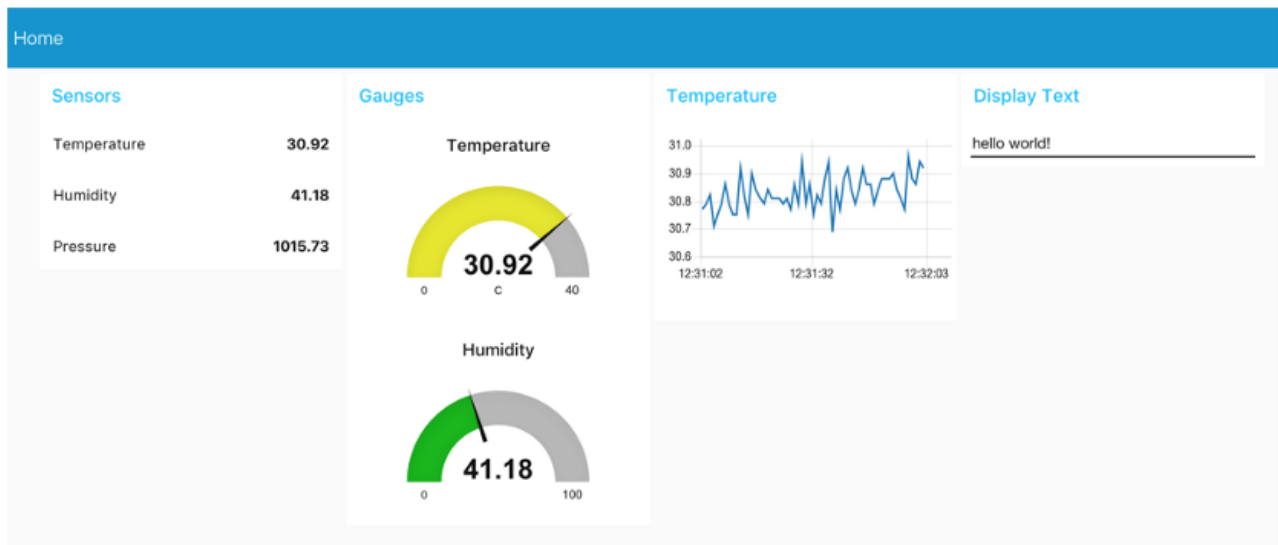 Home
Sensors
Temperature 30.92
Humidity 41.18
Pressure 1015.73
Gauges
Temperature
30.92
0 C 40
Humidity
41.18
0 100
Temperature
31.0
30.9
30.8
30.7
30.6
12:31:02 12:31:32 12:32:03
Display Text
hello world!